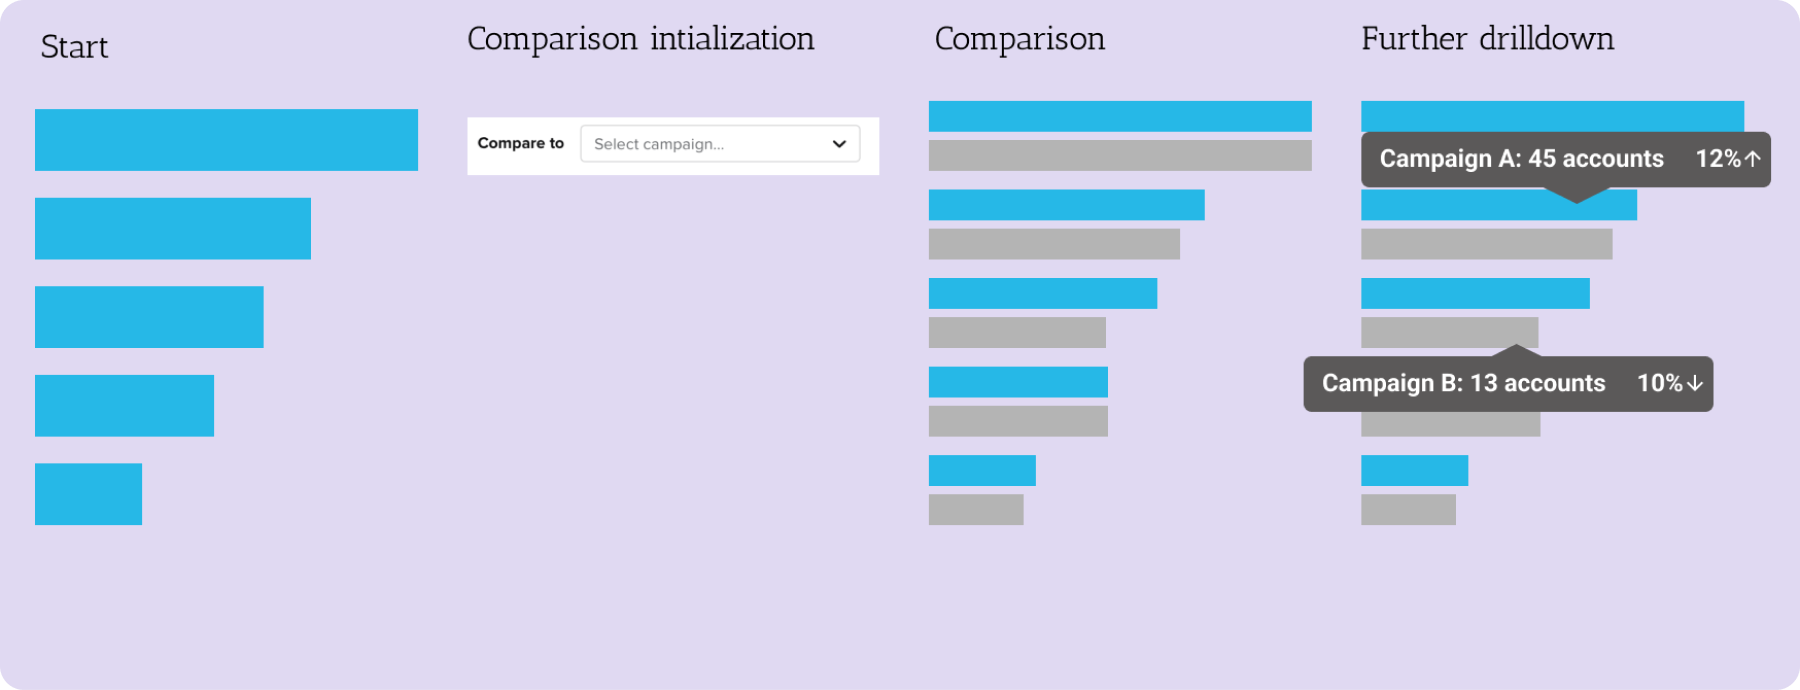 Start
Comparison intialization
Compare to
Select campaign...
Comparison
Further drilldown
Campaign A: 45 accounts 12%↑
Campaign B: 13 accounts 10%↓